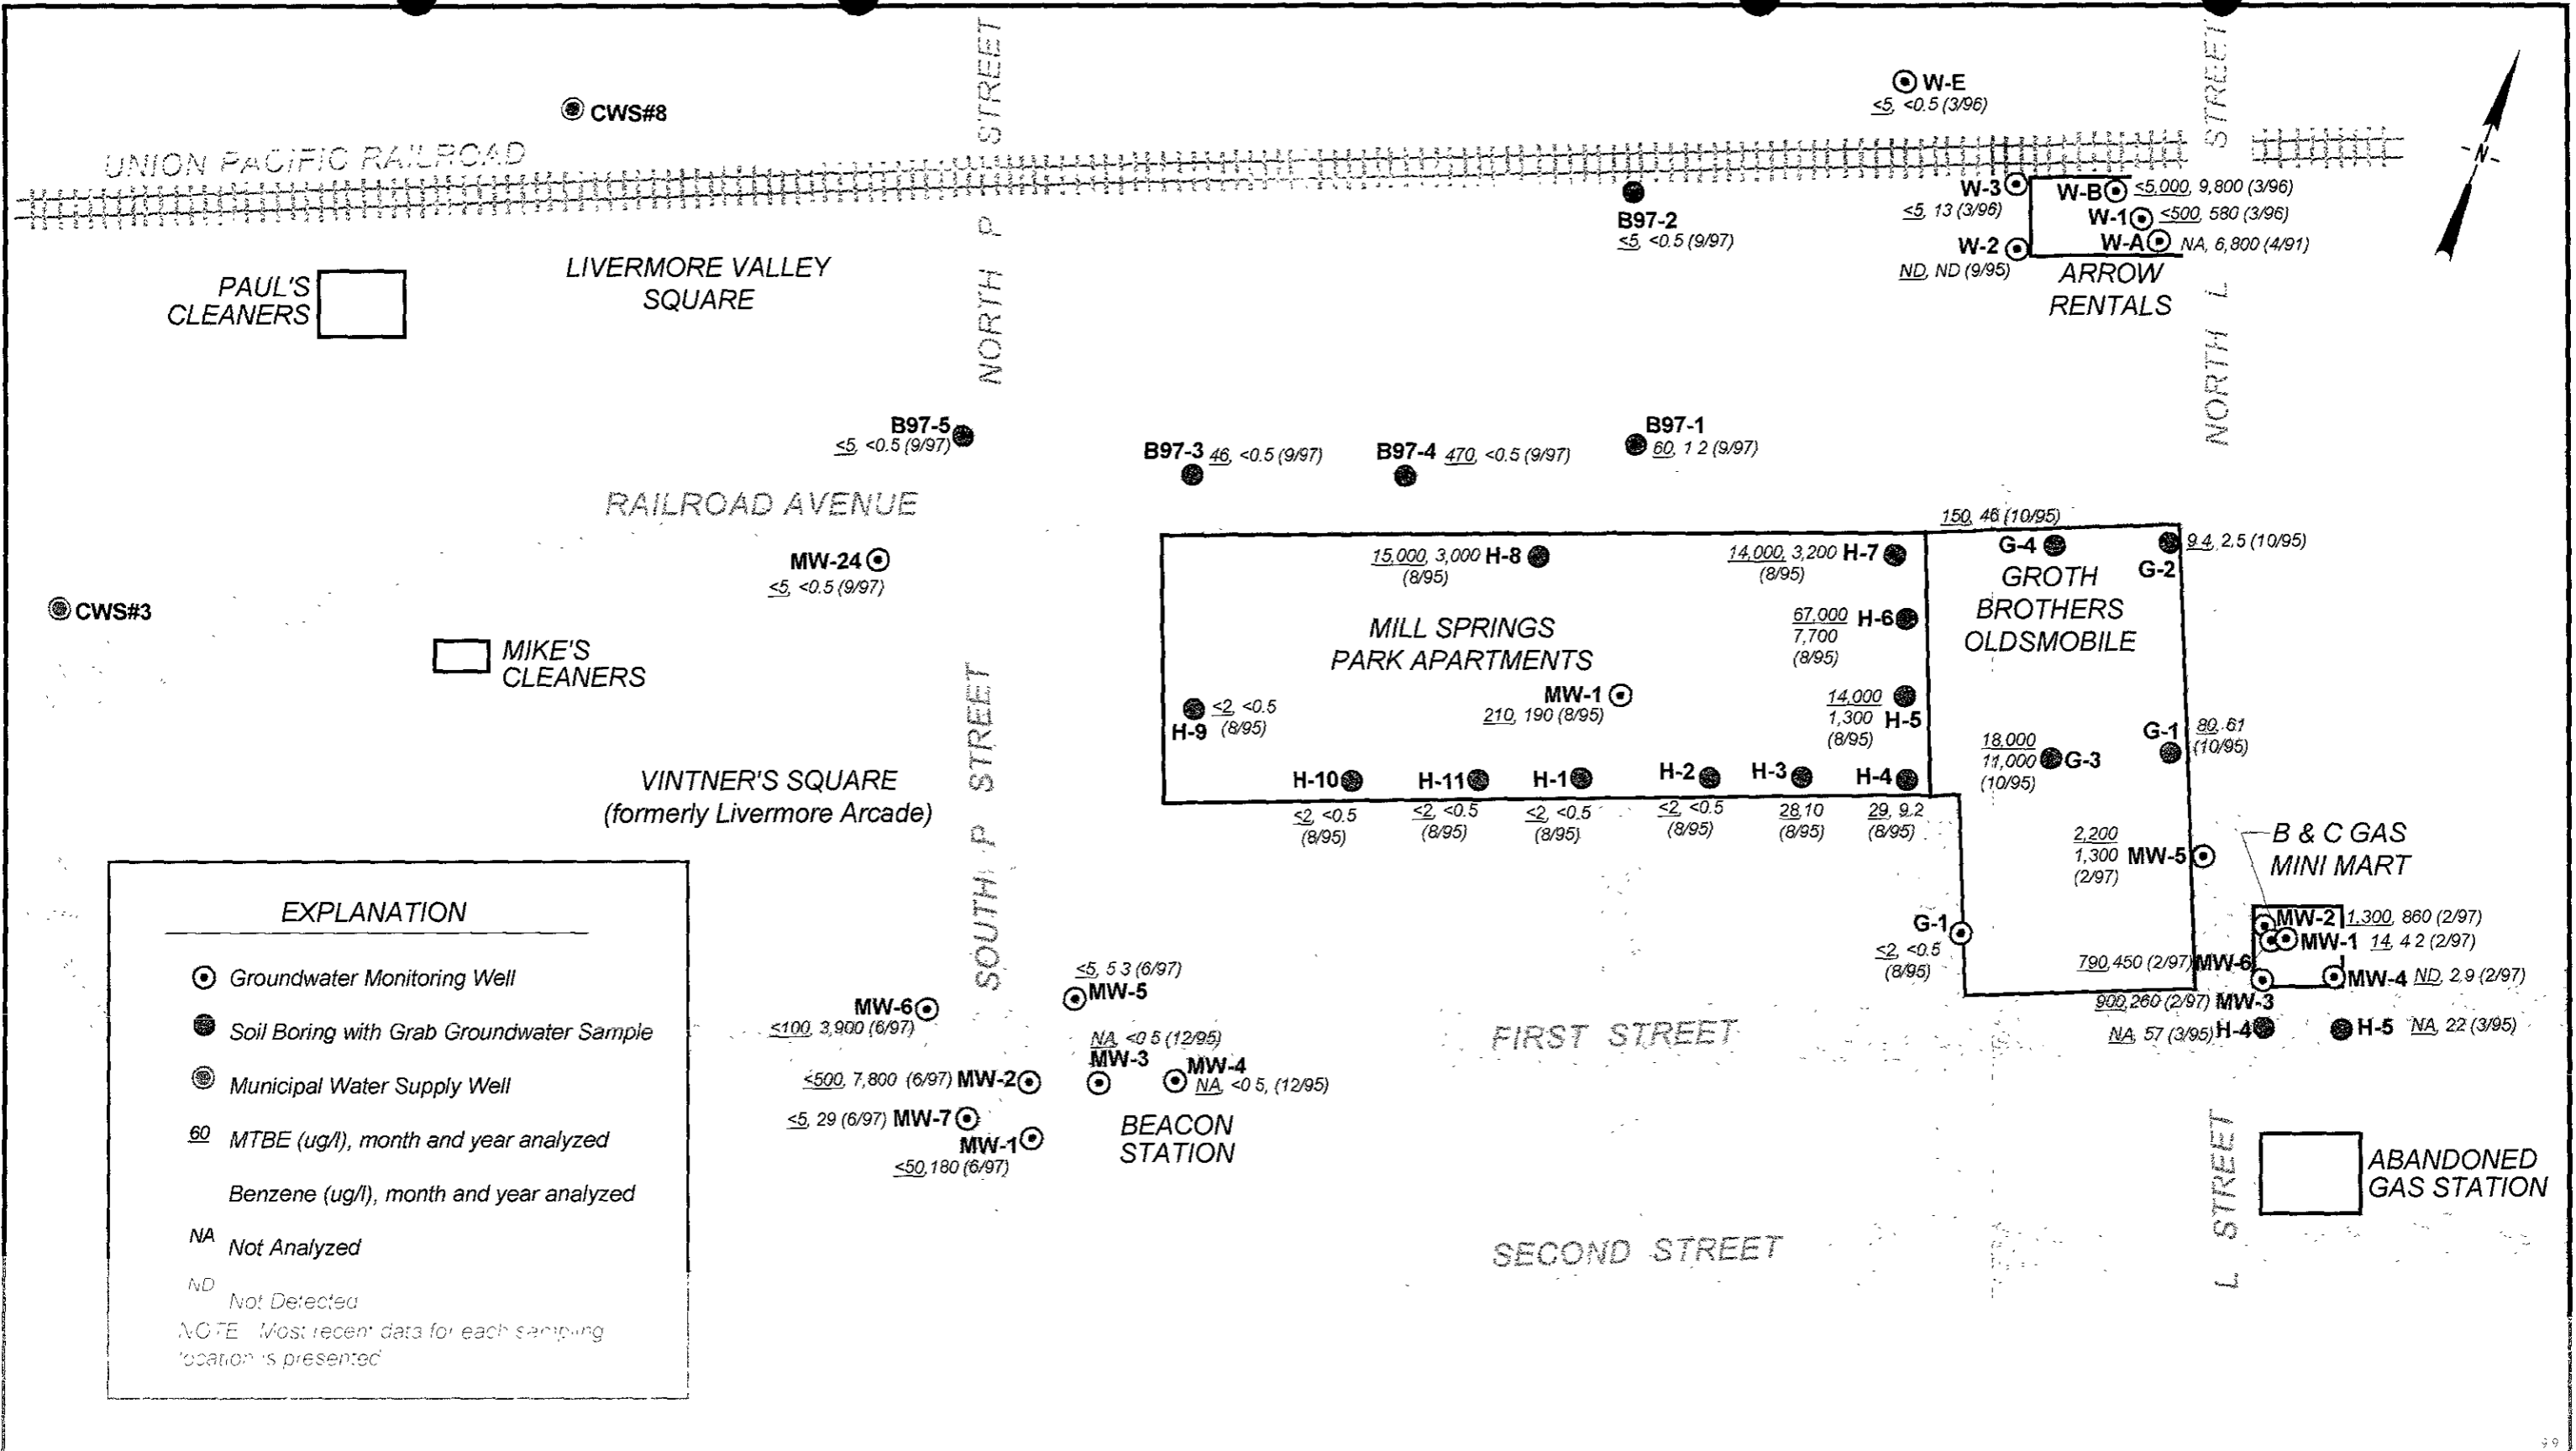 STREET
STREET
W-E
<5, <0.5 (3/96)
CWS#8
UNION PACIFIC RAILROAD
W-3
<5, 13 (3/96)
W-B <5,000, 9,800 (3/96)
W-1 <500, 580 (3/96)
W-A NA, 6,800 (4/91)
W-2
ND, ND (9/95)
ARROW
RENTALS
B97-2
<5, <0.5 (9/97)
N
NORTH P
NORTH L
PAUL'S
CLEANERS
LIVERMORE VALLEY
SQUARE
B97-5
<5, <0.5 (9/97)
B97-3 46, <0.5 (9/97)
B97-4 470, <0.5 (9/97)
B97-1
60, 1 2 (9/97)
RAILROAD AVENUE
MW-24
<5, <0.5 (9/97)
CWS#3
MIKE'S
CLEANERS
150, 46 (10/95)
G-4
9 4, 2.5 (10/95)
G-2
GROTH
BROTHERS
OLDSMOBILE
15,000, 3,000 H-8
(8/95)
14,000, 3,200 H-7
(8/95)
67,000 H-6
7,700
(8/95)
MILL SPRINGS
PARK APARTMENTS
MW-1
210, 190 (8/95)
14,000
1,300 H-5
(8/95)
<2, <0.5
H-9 (8/95)
G-1 80, 61
(10/95)
18,000
11,000 G-3
(10/95)
H-10
<2, <0.5
(8/95)
H-11
<2, <0.5
(8/95)
H-1
<2, <0.5
(8/95)
H-2
<2, <0.5
(8/95)
H-3
28,10
(8/95)
H-4
29, 9.2
(8/95)
VINTNER'S SQUARE
(formerly Livermore Arcade)
SOUTH P STREET
2,200
1,300 MW-5
(2/97)
B & C GAS
MINI MART
G-1
<2, <0.5
(8/95)
MW-2 1,300, 860 (2/97)
MW-1 14, 4 2 (2/97)
790,450 (2/97) MW-6
MW-4 ND, 2.9 (2/97)
900,260 (2/97) MW-3
NA, 57 (3/95) H-4
H-5 NA, 22 (3/95)
EXPLANATION
Groundwater Monitoring Well
Soil Boring with Grab Groundwater Sample
Municipal Water Supply Well
60 MTBE (ug/l), month and year analyzed
Benzene (ug/l), month and year analyzed
NA Not Analyzed
ND Not Detected
NOTE Most recent data for each sampling
location is presented
<5, 5 3 (6/97)
MW-5
MW-6
<100, 3,900 (6/97)
NA, <0 5 (12/95)
MW-3
MW-4
NA, <0 5, (12/95)
<500, 7,800 (6/97) MW-2
<5, 29 (6/97) MW-7
MW-1
<50,180 (6/97)
BEACON
STATION
FIRST STREET
SECOND STREET
L STREET
ABANDONED
GAS STATION